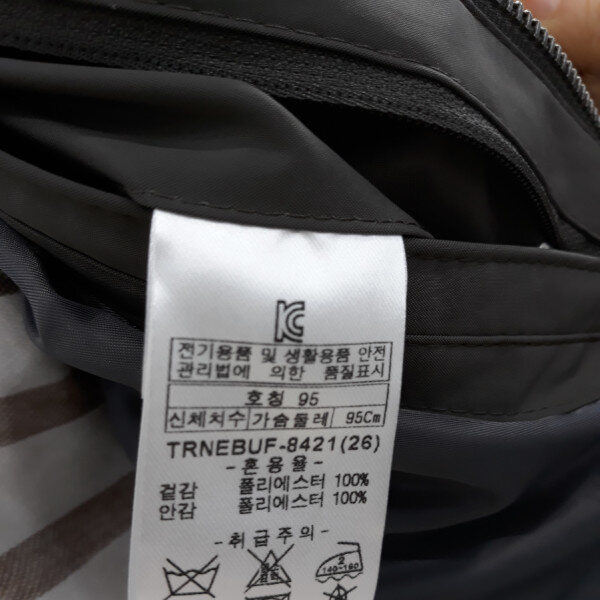 KC
전기용품 및 생활용품 안전
관리법에 의한 품질표시
호칭 95
신체치수 가슴둘레 95Cm
TRNEBUF-8421(26)
-혼용율-
겉감 폴리에스터 100%
안감 폴리에스터 100%
-취급주의-
2
140~160